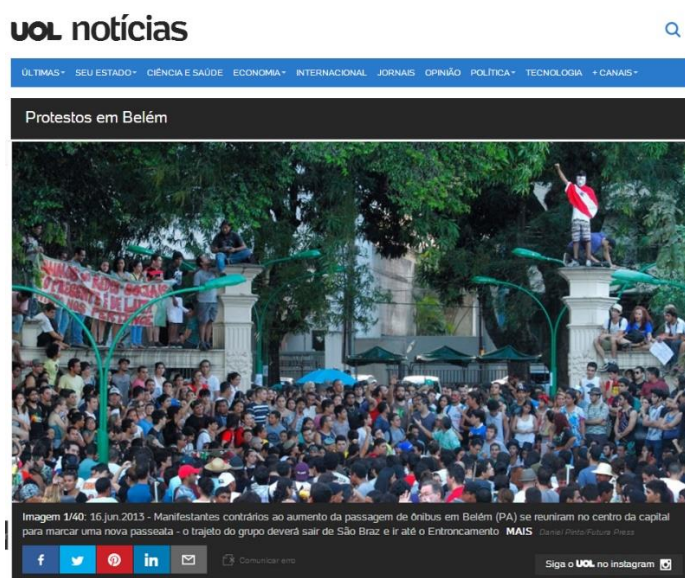 UOL notícias
ÚLTIMAS SEU ESTADO CIÊNCIA E SAÚDE ECONOMIA INTERNACIONAL JORNAIS OPINIÃO POLÍTICA TECNOLOGIA + CANAIS
Protestos em Belém
Imagem 1/40: 16.jun.2013 - Manifestantes contrários ao aumento da passagem de ônibus em Belém (PA) se reuniram no centro da capital
para marcar uma nova passeata - o trajeto do grupo deverá sair de São Braz e ir até o Entroncamento MAIS Daniel Pinto/Futura Press
Comunicar erro
Siga o UOL no instagram